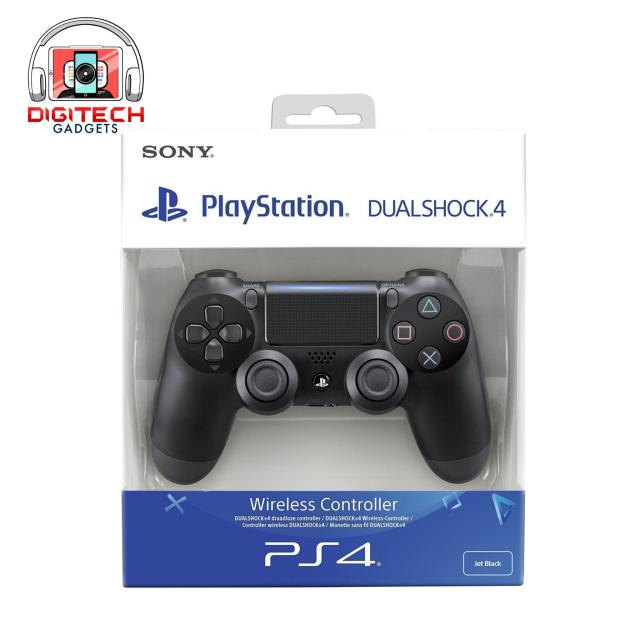 DIGITECH
GADGETS
SONY.
PlayStation. DUALSHOCK.4
SHARE
OPTIONS
Wireless Controller
DUALSHOCK®4 draadloze controller / DUALSHOCK®4 Wireless-Controller /
Controller wireless DUALSHOCK®4 / Manette sans fil DUALSHOCK®4
PS4.
Jet Black